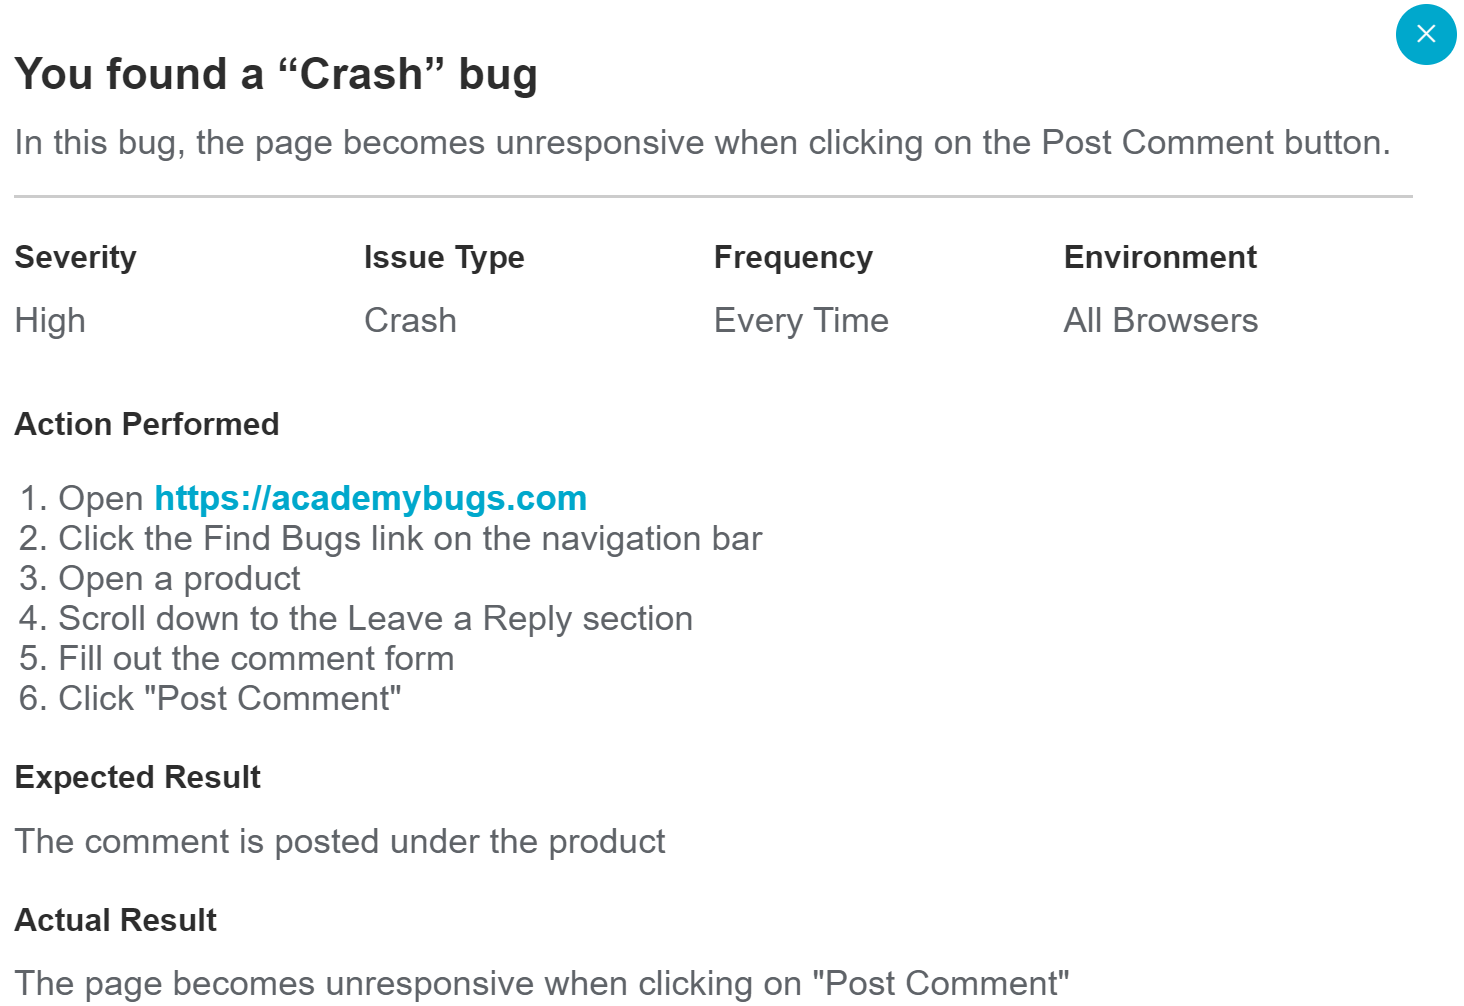 You found a “Crash” bug
In this bug, the page becomes unresponsive when clicking on the Post Comment button.
Severity
Issue Type
Frequency
Environment
High
Crash
Every Time
All Browsers
Action Performed
1. Open https://academybugs.com
2. Click the Find Bugs link on the navigation bar
3. Open a product
4. Scroll down to the Leave a Reply section
5. Fill out the comment form
6. Click "Post Comment"
Expected Result
The comment is posted under the product
Actual Result
The page becomes unresponsive when clicking on "Post Comment"